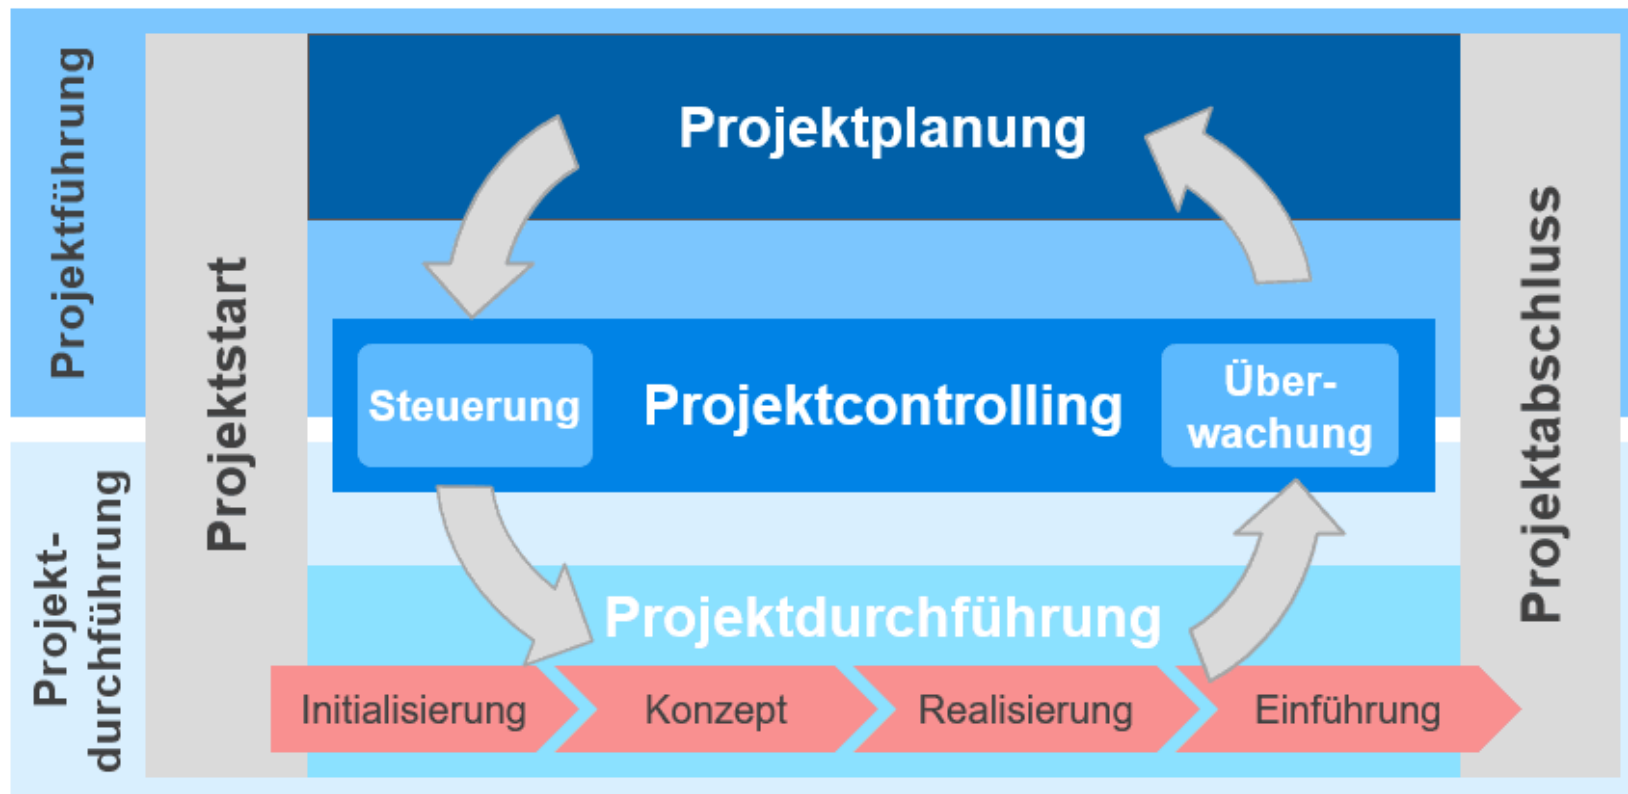 Projektführung
Projekt-
durchführung
Projektstart
Projektplanung
Steuerung
Projektcontrolling
Über-
wachung
Projektdurchführung
Initialisierung
Konzept
Realisierung
Einführung
Projektabschluss